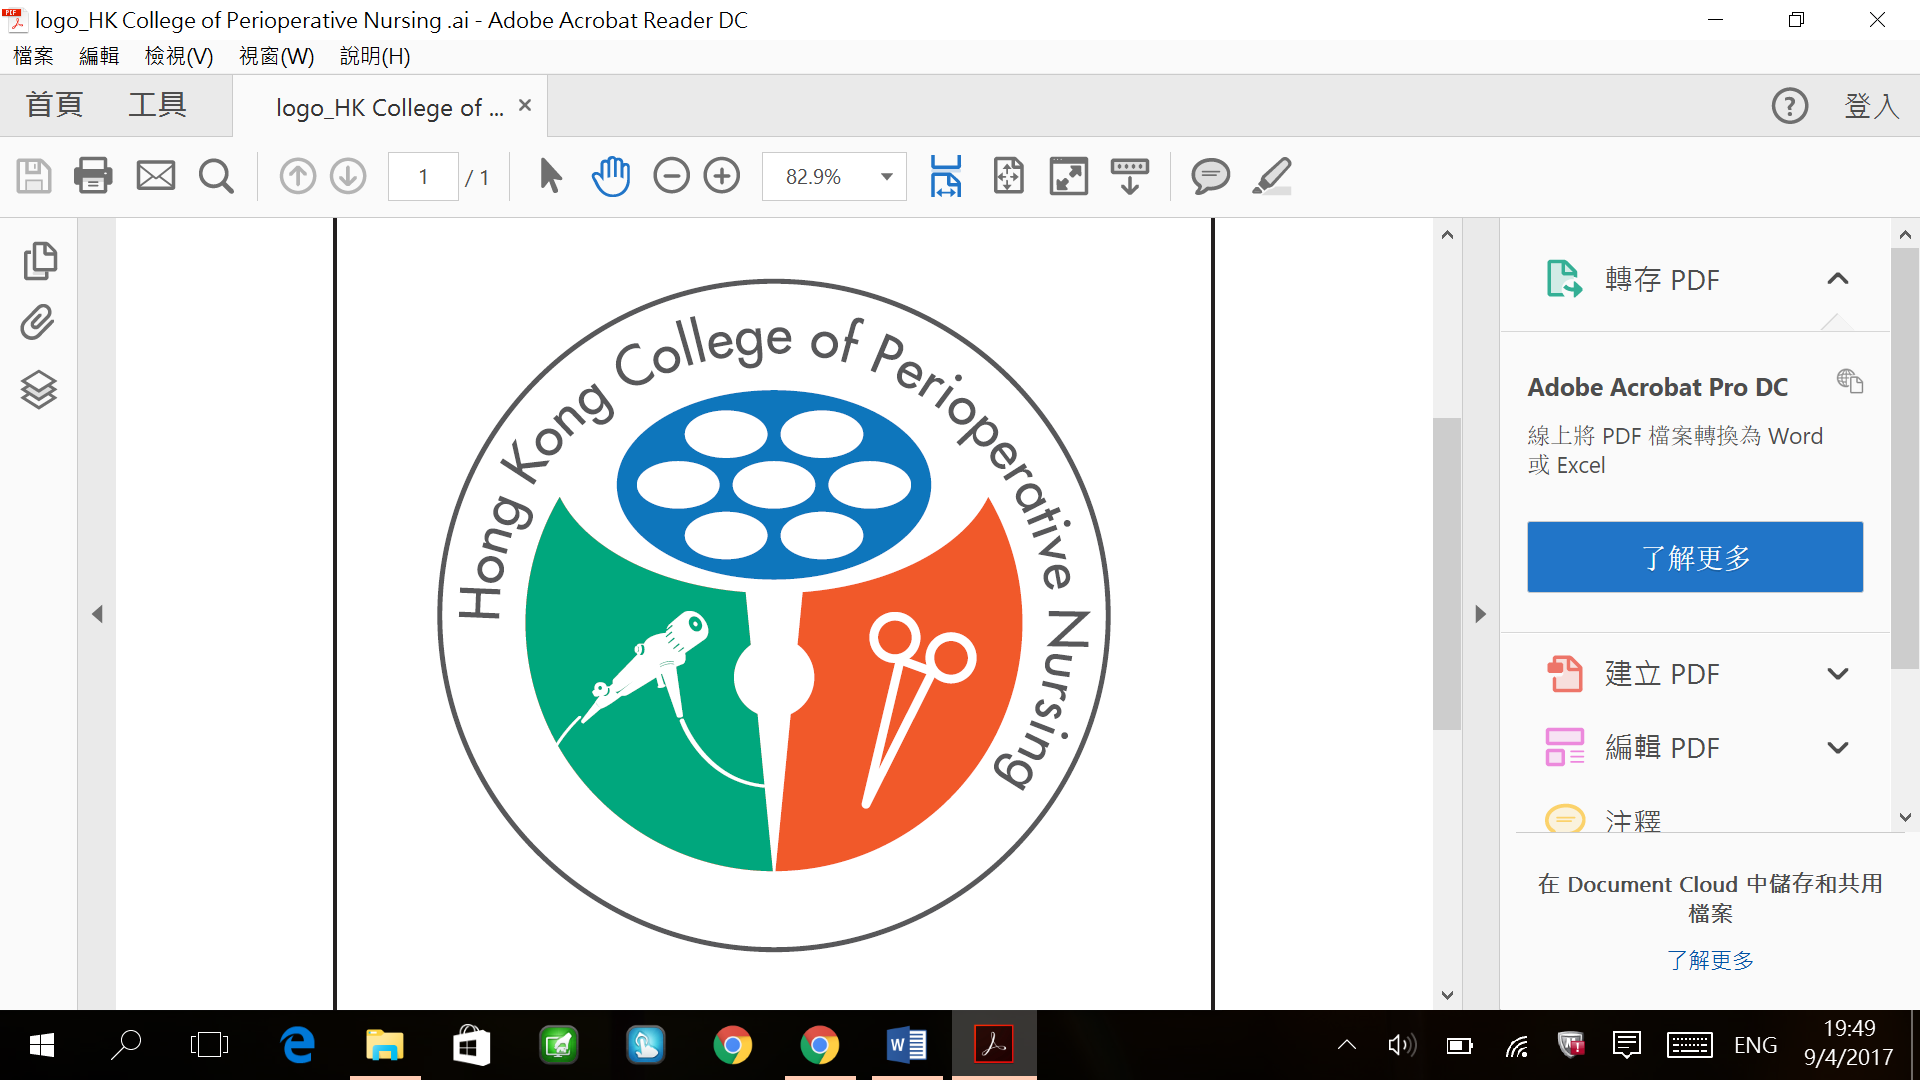 logo_HK College of Perioperative Nursing .ai - Adobe Acrobat Reader DC
檔案 編輯 檢視(V) 視窗(W) 說明(H)
首頁 工具 logo_HK College of ... × ? 登入
1 / 1 82.9%
Hong Kong College of Perioperative Nursing
轉存 PDF
Adobe Acrobat Pro DC
線上將 PDF 檔案轉換為 Word
或 Excel
了解更多
建立 PDF
編輯 PDF
注釋
在 Document Cloud 中儲存和共用
檔案
了解更多
ENG
19:49
9/4/2017